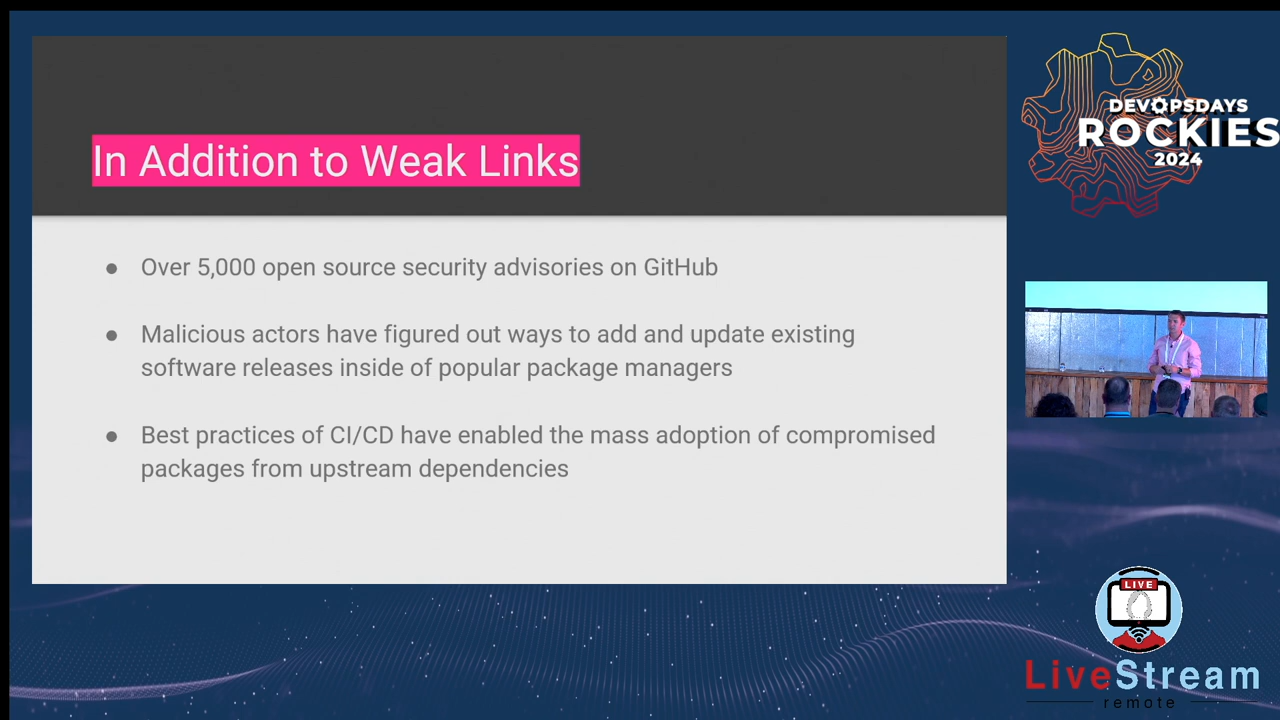 In Addition to Weak Links
● Over 5,000 open source security advisories on GitHub
● Malicious actors have figured out ways to add and update existing
software releases inside of popular package managers
● Best practices of CI/CD have enabled the mass adoption of compromised
packages from upstream dependencies
DEVOPSDAYS
ROCKIES
2024
LIVE
LiveStream
remote